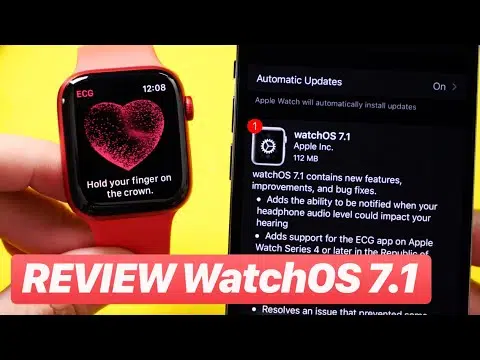 ECG
12:08
Hold your finger on
the crown.
Automatic Updates
On
Apple Watch will automatically install updates
1
watchOS 7.1
Apple Inc.
112 MB
watchOS 7.1 contains new features,
improvements, and bug fixes.
• Adds the ability to be notified when your
headphone audio level could impact your
hearing
• Adds support for the ECG app on Apple
Watch Series 4 or later in the Republic of
REVIEW WatchOS 7.1
• Resolves an issue that prevented some